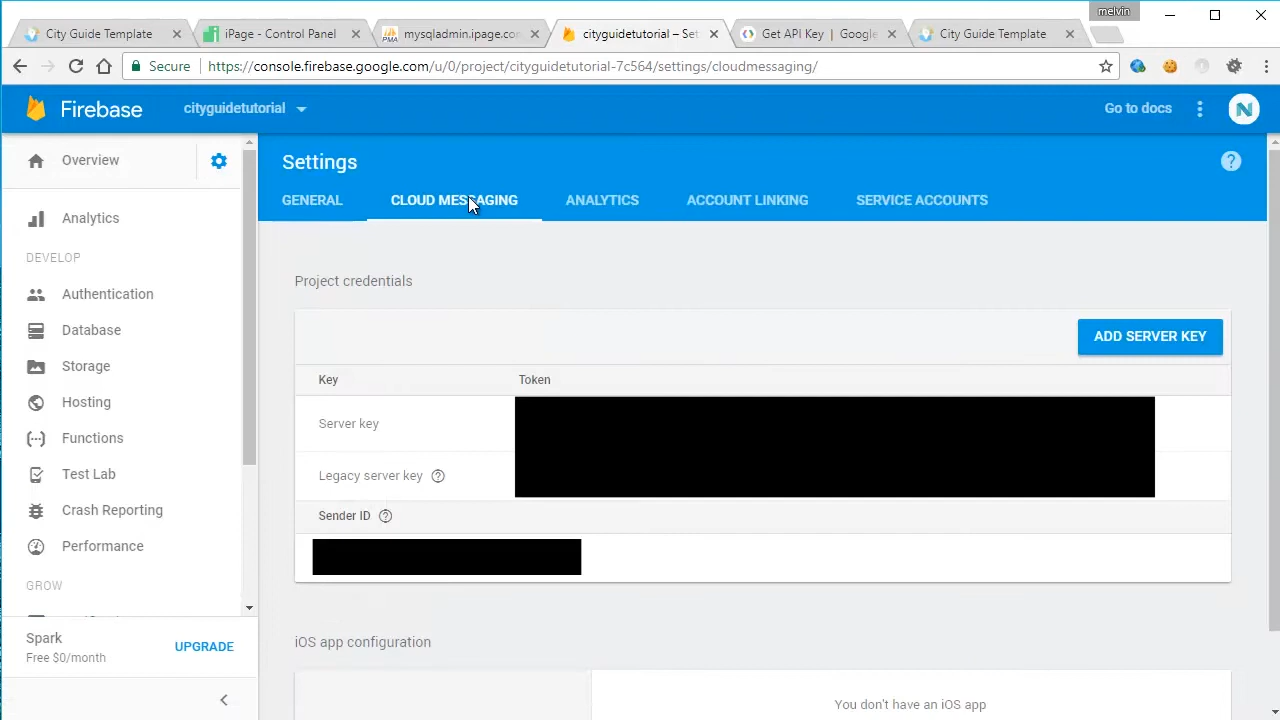 melvin
City Guide Template
iPage - Control Panel
mysqladmin.ipage.co
cityguidetutorial – Set
Get API Key | Google
City Guide Template
Secure
https://console.firebase.google.com/u/0/project/cityguidetutorial-7c564/settings/cloudmessaging/
Firebase
cityguidetutorial
Go to docs
N
Overview
Settings
?
GENERAL
CLOUD MESSAGING
ANALYTICS
ACCOUNT LINKING
SERVICE ACCOUNTS
Analytics
DEVELOP
Authentication
Database
Storage
Hosting
Functions
Test Lab
Crash Reporting
Performance
GROW
Spark
Free $0/month
UPGRADE
Project credentials
ADD SERVER KEY
Key
Token
Server key
Legacy server key ?
Sender ID ?
iOS app configuration
You don't have an iOS app